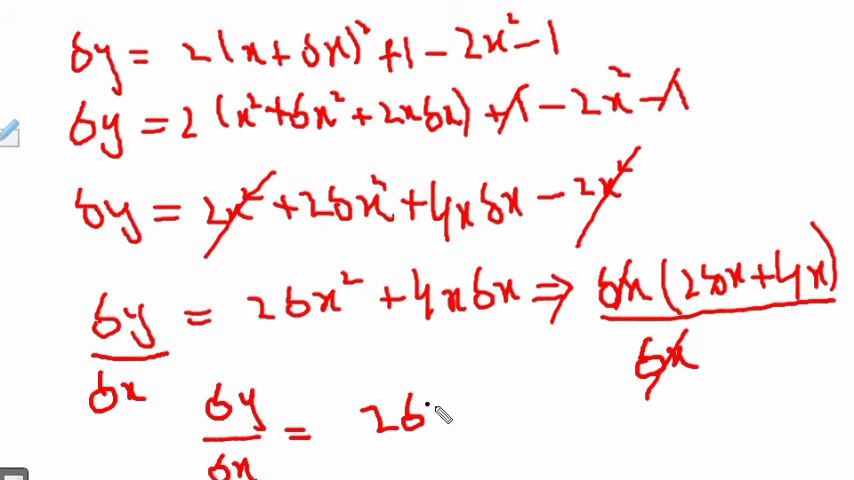 δy = 2(x+δx)² +1 – 2x² – 1
δy = 2(x²+δx²+2xδx) +1 – 2x² – 1
δy = 2x² +2δx²+4xδx – 2x²
δy/δx = 2δx² +4xδx ⇒ δx(2δx+4x)/δx
δy/δx = 2δ